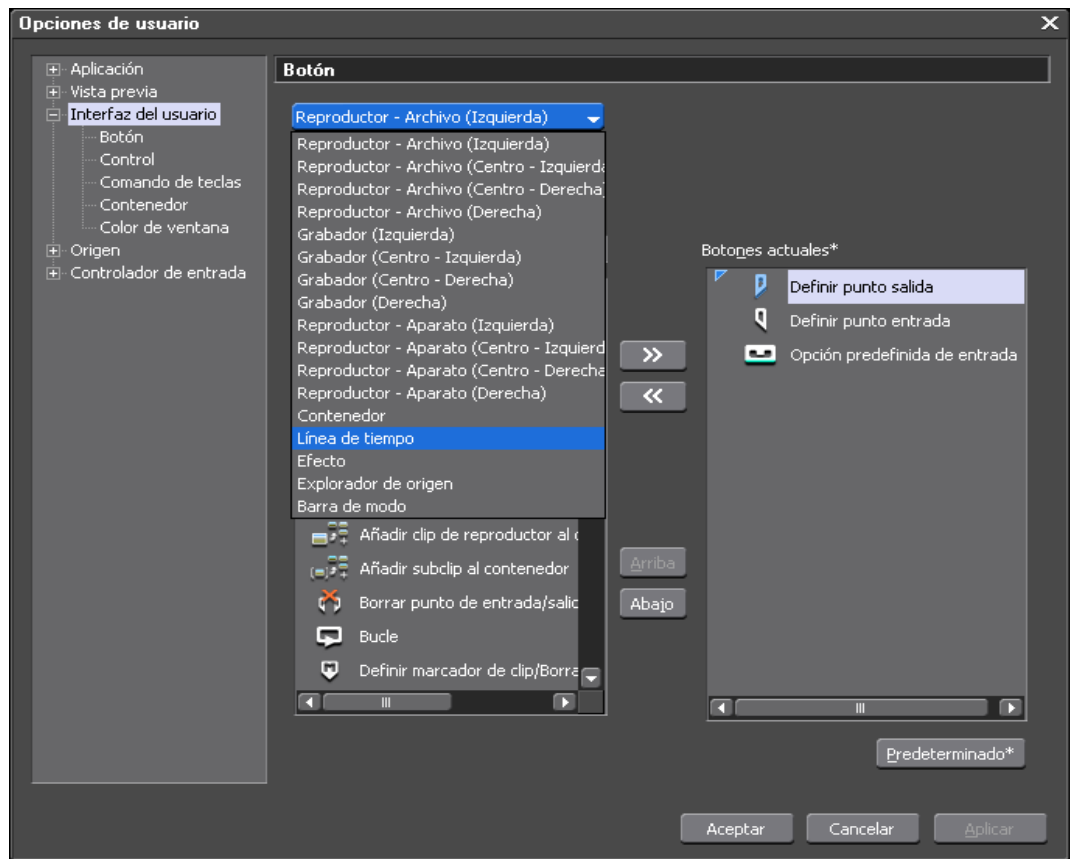 Opciones de usuario
Aplicación
Vista previa
Interfaz del usuario
Botón
Control
Comando de teclas
Contenedor
Color de ventana
Origen
Controlador de entrada
Botón
Reproductor - Archivo (Izquierda)
Reproductor - Archivo (Izquierda)
Reproductor - Archivo (Centro - Izquierda
Reproductor - Archivo (Centro - Derecha)
Reproductor - Archivo (Derecha)
Grabador (Izquierda)
Grabador (Centro - Izquierda)
Grabador (Centro - Derecha)
Grabador (Derecha)
Reproductor - Aparato (Izquierda)
Reproductor - Aparato (Centro - Izquierd
Reproductor - Aparato (Centro - Derecha
Reproductor - Aparato (Derecha)
Contenedor
Línea de tiempo
Efecto
Explorador de origen
Barra de modo
Añadir clip de reproductor al
Añadir subclip al contenedor
Borrar punto de entrada/salic
Bucle
Definir marcador de clip/Borra
Arriba
Abajo
Botones actuales*
Definir punto salida
Definir punto entrada
Opción predefinida de entrada
Predeterminado*
Aceptar
Cancelar
Aplicar